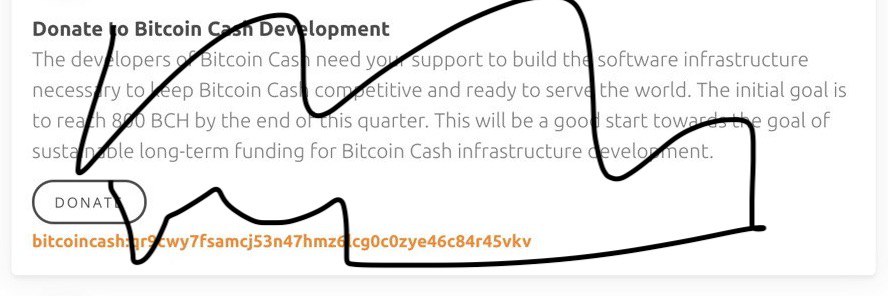 Donate to Bitcoin Cash Development
The developers of Bitcoin Cash need your support to build the software infrastructure
necessary to keep Bitcoin Cash competitive and ready to serve the world. The initial goal is
to reach 800 BCH by the end of this quarter. This will be a good start towards the goal of
sustainable long-term funding for Bitcoin Cash infrastructure development.
DONATE
bitcoincash:qr9cwy7fsamcj53n47hmz6lcg0c0zye46c84r45vkv